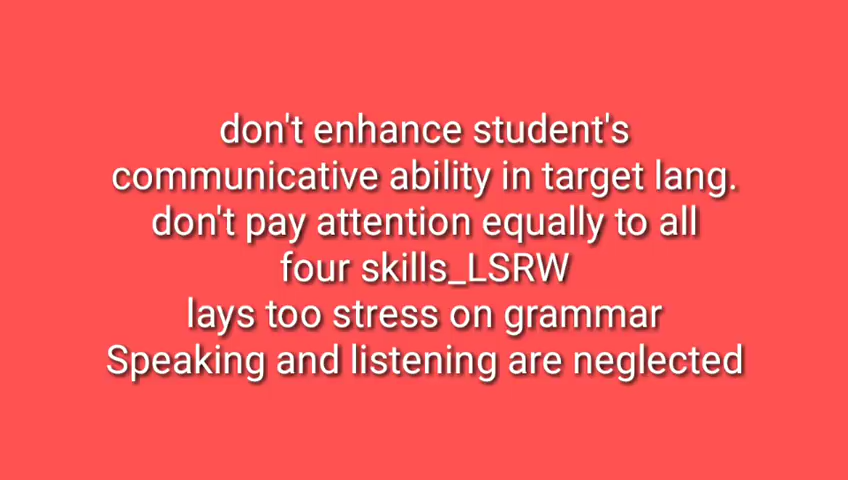 don't enhance student's
communicative ability in target lang.
don't pay attention equally to all
four skills_LSRW
lays too stress on grammar
Speaking and listening are neglected